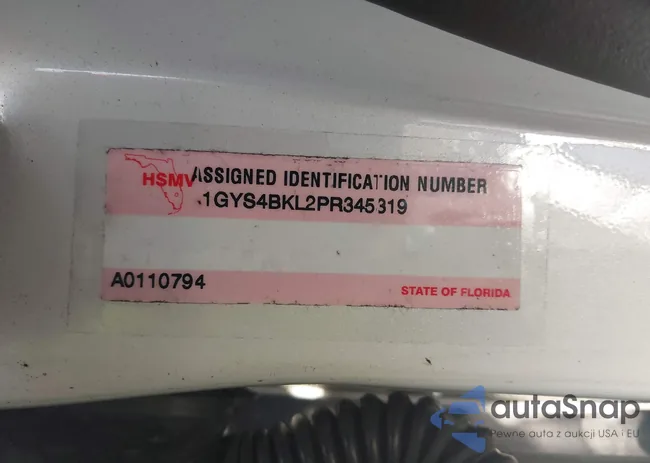 HSMV ASSIGNED IDENTIFICATION NUMBER
1GYS4BKL2PR345319
A0110794
STATE OF FLORIDA
autaSnap
Pewne auta z aukcji USA i EU